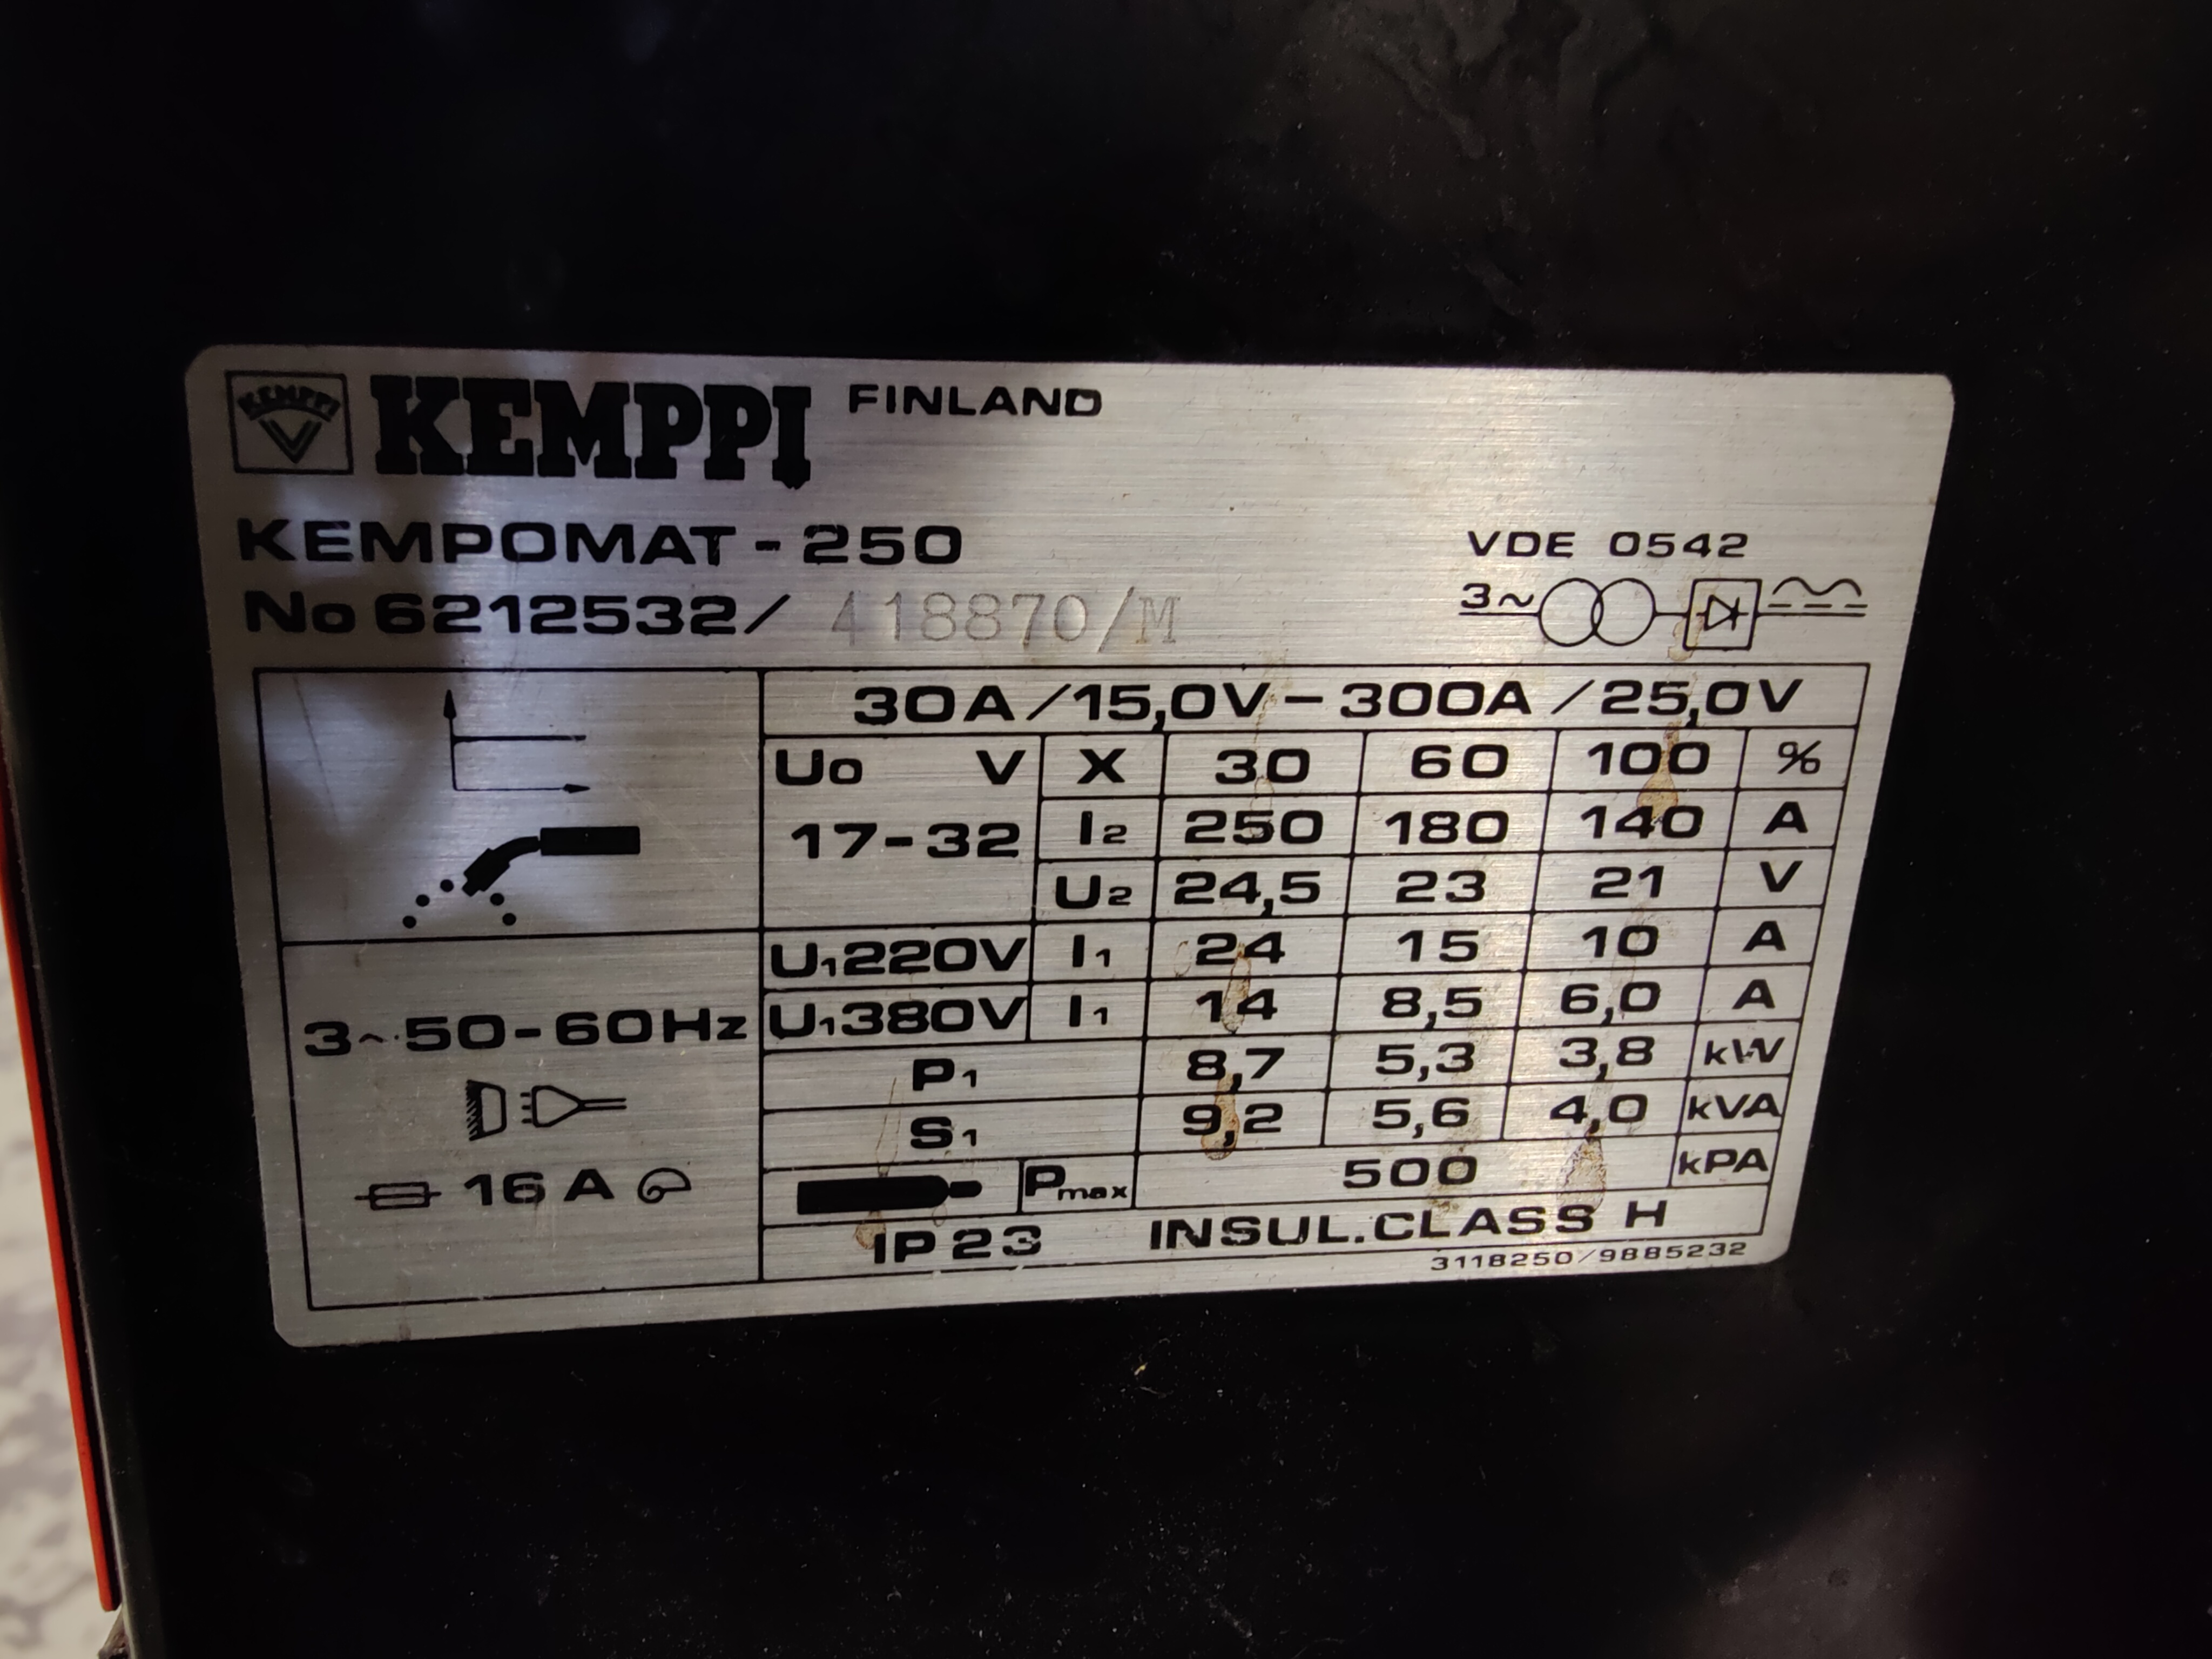 KEMPPI KEMPPI FINLAND
KEMPOMAT - 250
No 6212532/ 418870/M
VDE 0542
3~
30A/15,0V – 300A/25,0V
Uo V X 30 60 100 %
17-32 I2 250 180 140 A
U2 24,5 23 21 V
U1 220V I1 24 15 10 A
3~ 50-60Hz U1 380V I1 14 8,5 6,0 A
P1 8,7 5,3 3,8 kW
S1 9,2 5,6 4,0 kVA
16 A Pmax 500 kPA
IP 23 INSUL.CLASS H
3118250/9885232